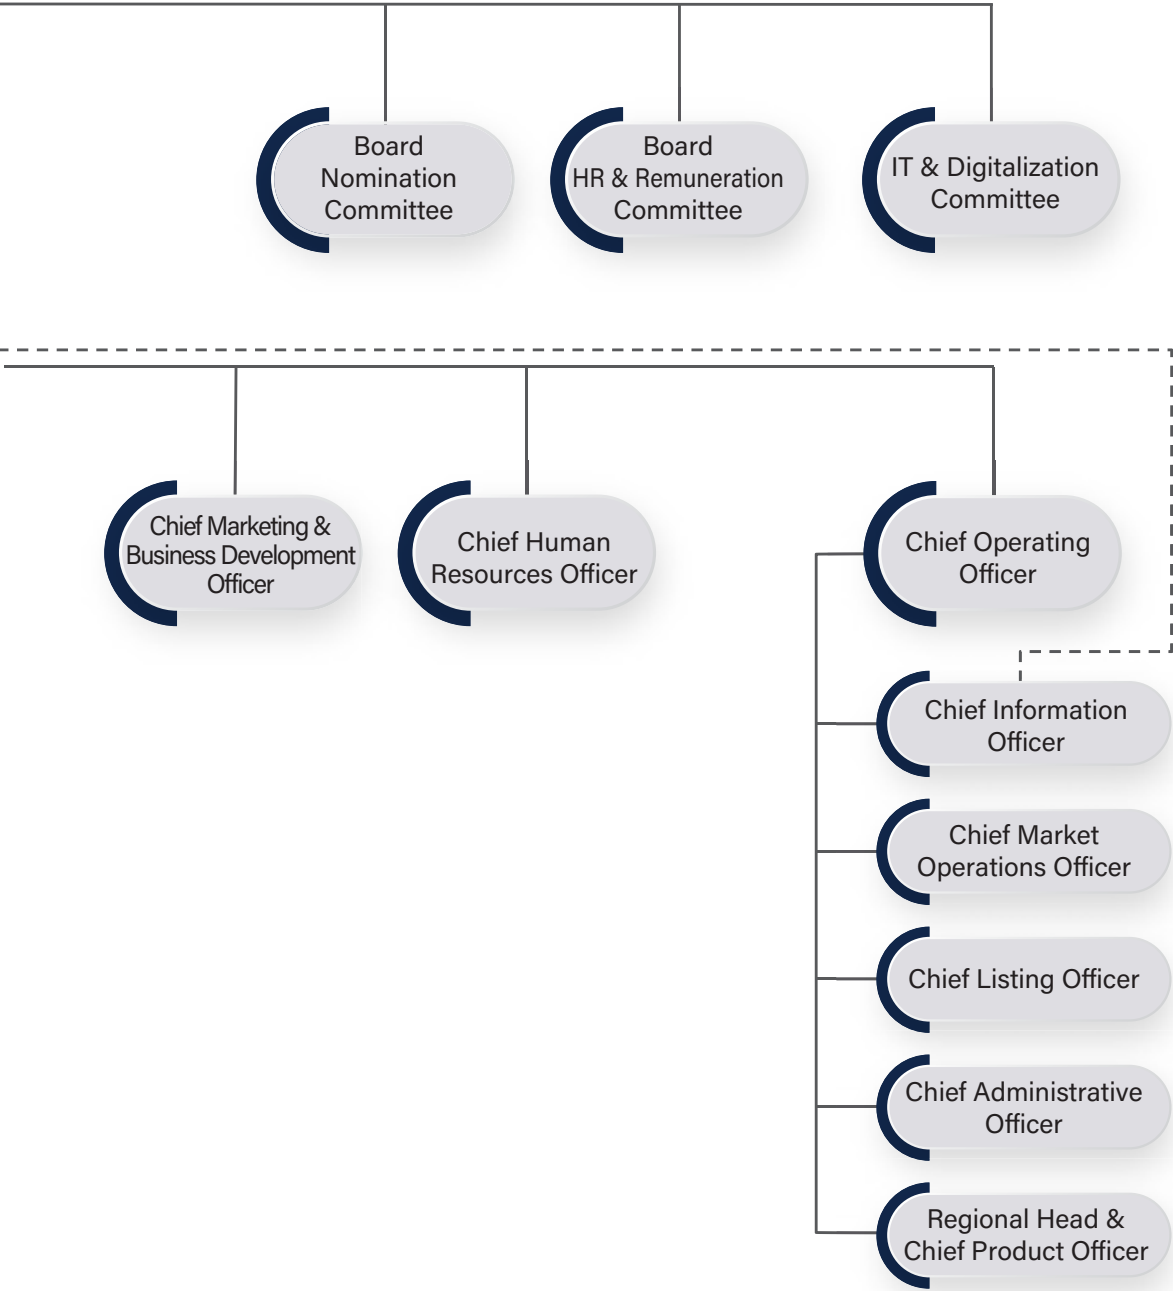 Board
Nomination
Committee
Board
HR & Remuneration
Committee
IT & Digitalization
Committee
Chief Marketing &
Business Development
Officer
Chief Human
Resources Officer
Chief Operating
Officer
Chief Information
Officer
Chief Market
Operations Officer
Chief Listing Officer
Chief Administrative
Officer
Regional Head &
Chief Product Officer